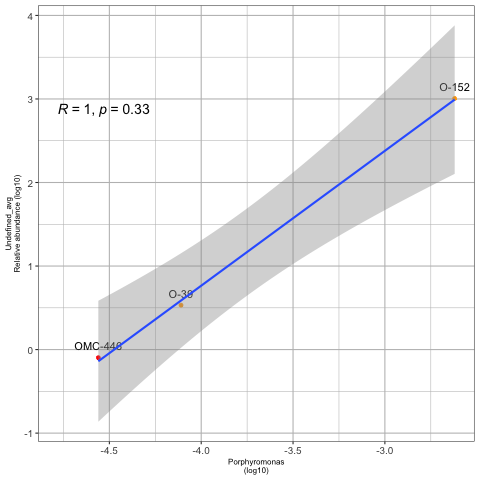 4
3
2
1
0
-1
Undefined_avg
Relative abundance (log10)
R = 1, p = 0.33
O-152
O-39
OMC-446
-4.5
-4.0
-3.5
-3.0
Porphyromonas
(log10)